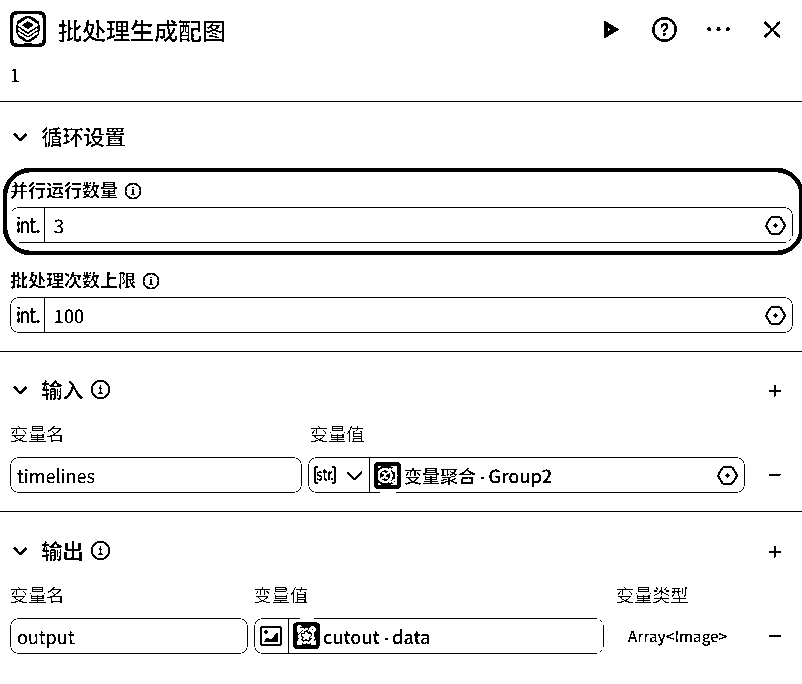 批处理生成配图
1
循环设置
并行运行数量
int. 3
批处理次数上限
int. 100
输入
变量名 变量值
timelines [str] 变量聚合 - Group2
输出
变量名 变量值 变量类型
output cutout - data Array<Image>